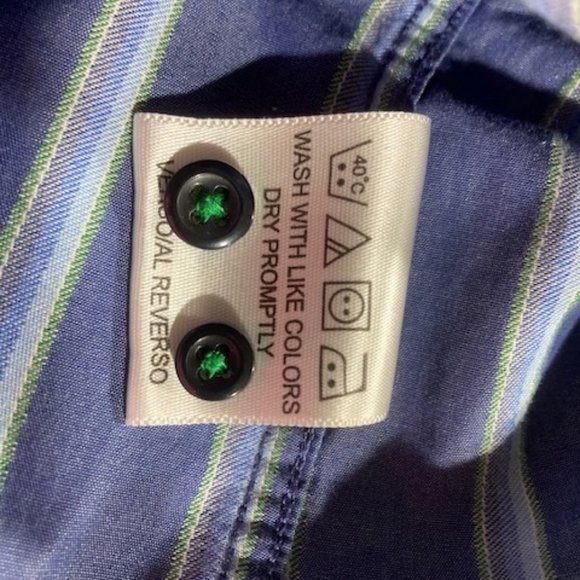 40°C
WASH WITH LIKE COLORS
DRY PROMPTLY
REVERSO